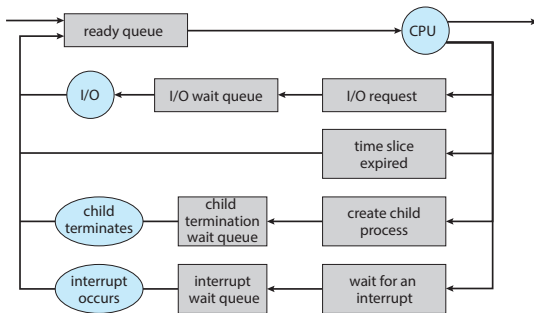 ready queue
CPU
I/O
I/O wait queue
I/O request
time slice
expired
child
terminates
child
termination
wait queue
create child
process
interrupt
occurs
interrupt
wait queue
wait for an
interrupt